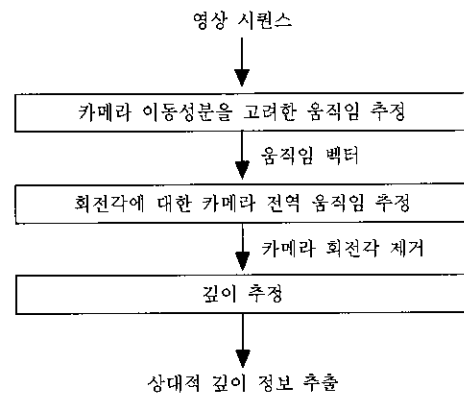 영상 시퀀스
카메라 이동성분을 고려한 움직임 추정
움직임 벡터
회전각에 대한 카메라 전역 움직임 추정
카메라 회전각 제거
깊이 추정
상대적 깊이 정보 추출